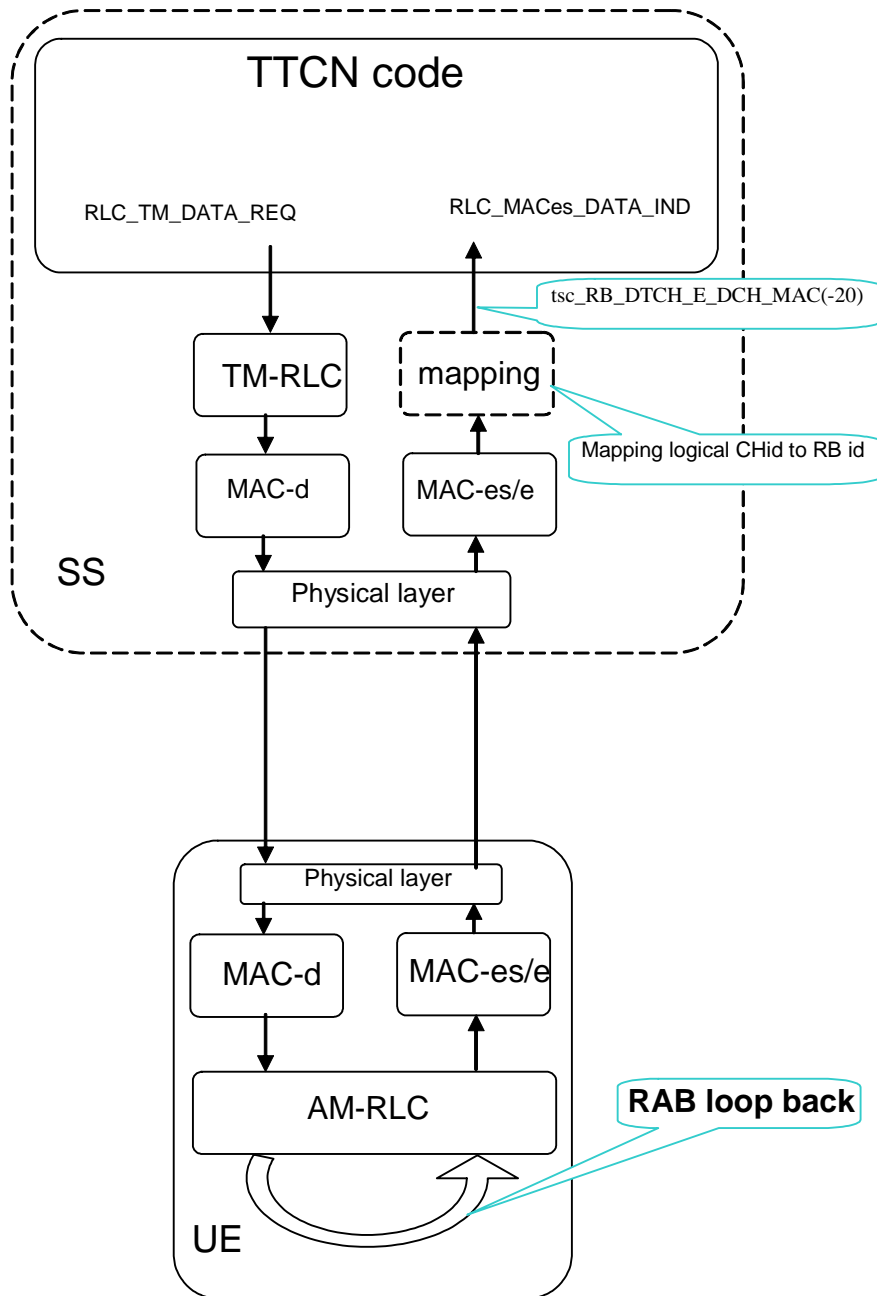 TTCN code
RLC_TM_DATA_REQ
RLC_MACes_DATA_IND
tsc_RB_DTCH_E_DCH_MAC(-20)
TM-RLC
mapping
Mapping logical CHid to RB id
MAC-d
MAC-es/e
SS
Physical layer
Physical layer
MAC-d
MAC-es/e
AM-RLC
RAB loop back
UE